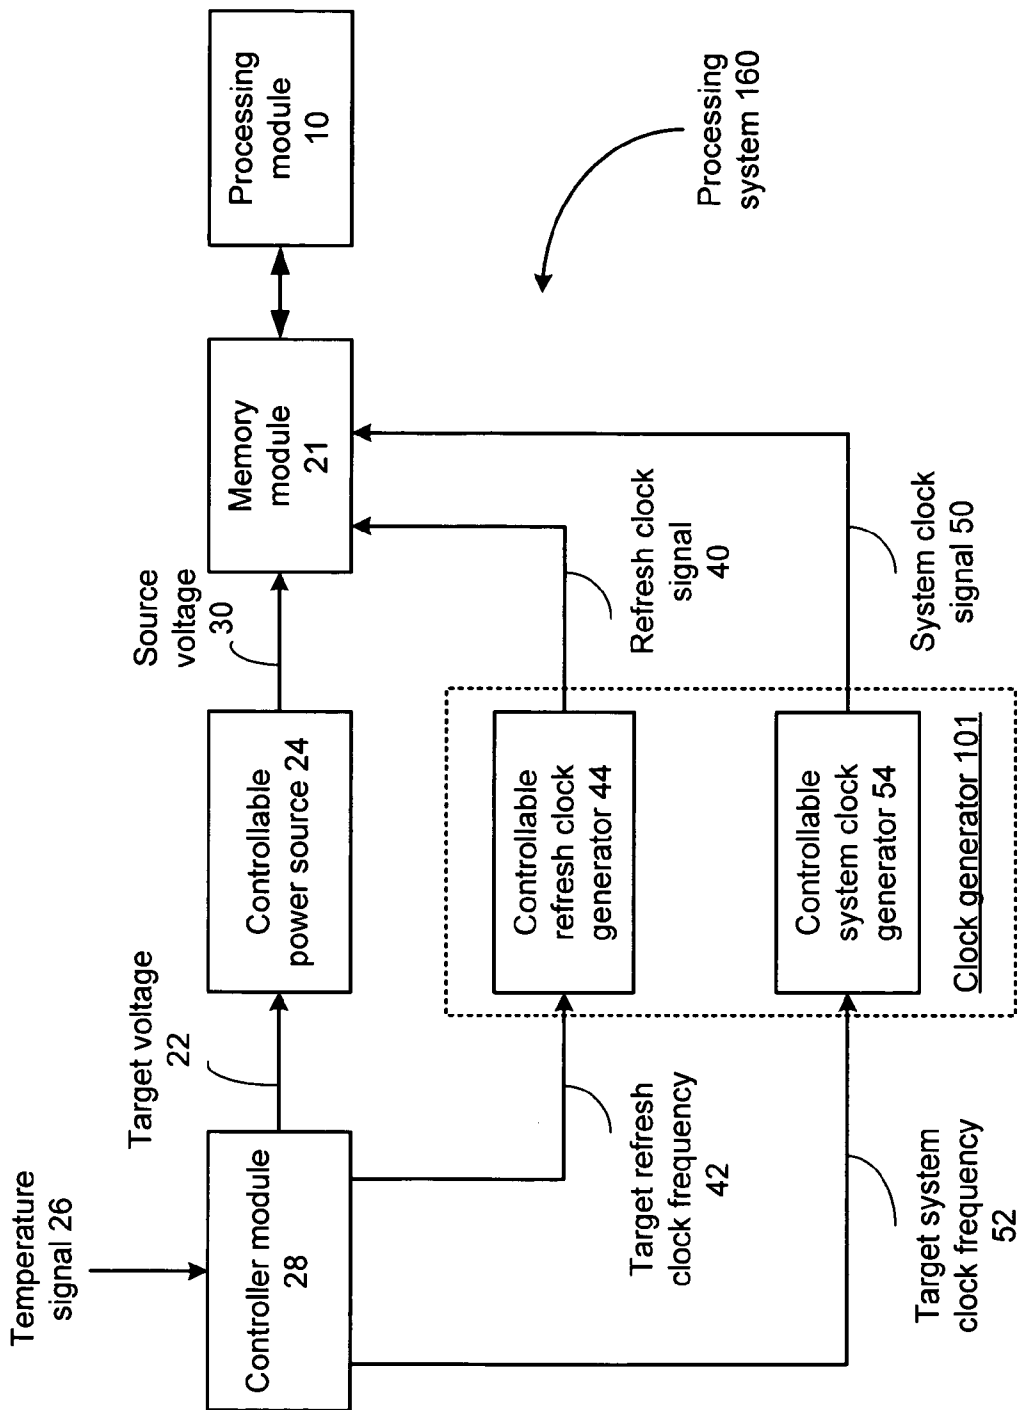 Temperature
signal 26
Controller module
28
Target voltage
22
Controllable
power source 24
Source
voltage
30
Memory
module
21
Processing
module
10
Target refresh
clock frequency
42
Controllable
refresh clock
generator 44
Refresh clock
signal
40
Processing
system 160
Target system
clock frequency
52
Controllable
system clock
generator 54
Clock generator 101
System clock
signal 50